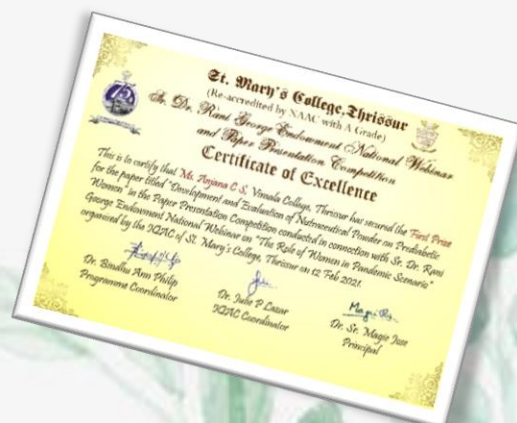 75
St. Mary's College, Thrissur
(Re-accredited by NAAC with A Grade)
Sr. Dr. Rani George Endowment National Webinar
and Paper Presentation Competition
Certificate of Excellence
This is to certify that Ms. Anjana C S, Vimala College, Thrissur has secured the First Prize
for the paper titled "Development and Evaluation of Nutraceutical Powder on Prediabetic
Women" in the Paper Presentation Competition conducted in connection with Sr. Dr. Rani
George Endowment National Webinar on "The Role of Women in Pandemic Scenario"
organized by the IQAC of St. Mary's College, Thrissur on 12 Feb 2021.
Dr. Bindhu Ann Philip
Programme Coordinator
Dr. Julie P Lazar
IQAC Coordinator
Dr. Sr. Magie Jose
Principal